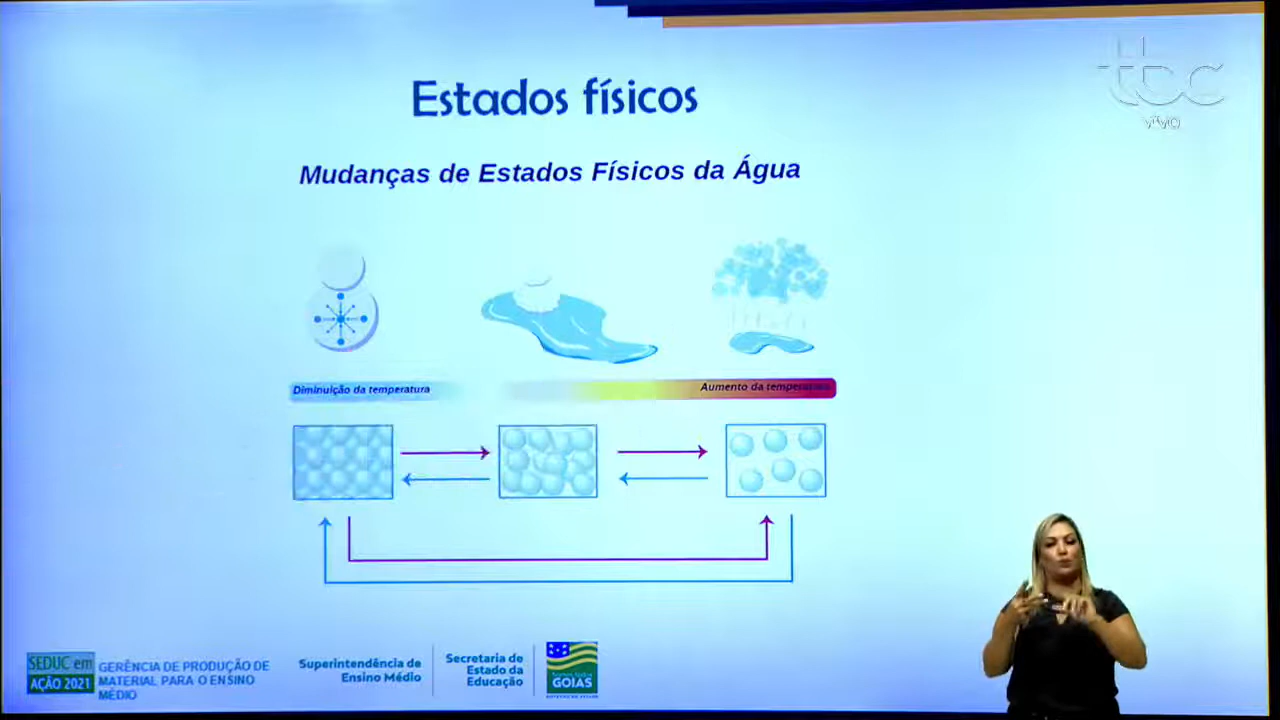 tbc
VIVO
Estados físicos
Mudanças de Estados Físicos da Água
Diminuição da temperatura
Aumento da temperatura
SEDUC em
AÇÃO 2021
GERÊNCIA DE PRODUÇÃO DE
MATERIAL PARA O ENSINO
MÉDIO
Superintendência de
Ensino Médio
Secretaria de
Estado da
Educação
GOIÁS